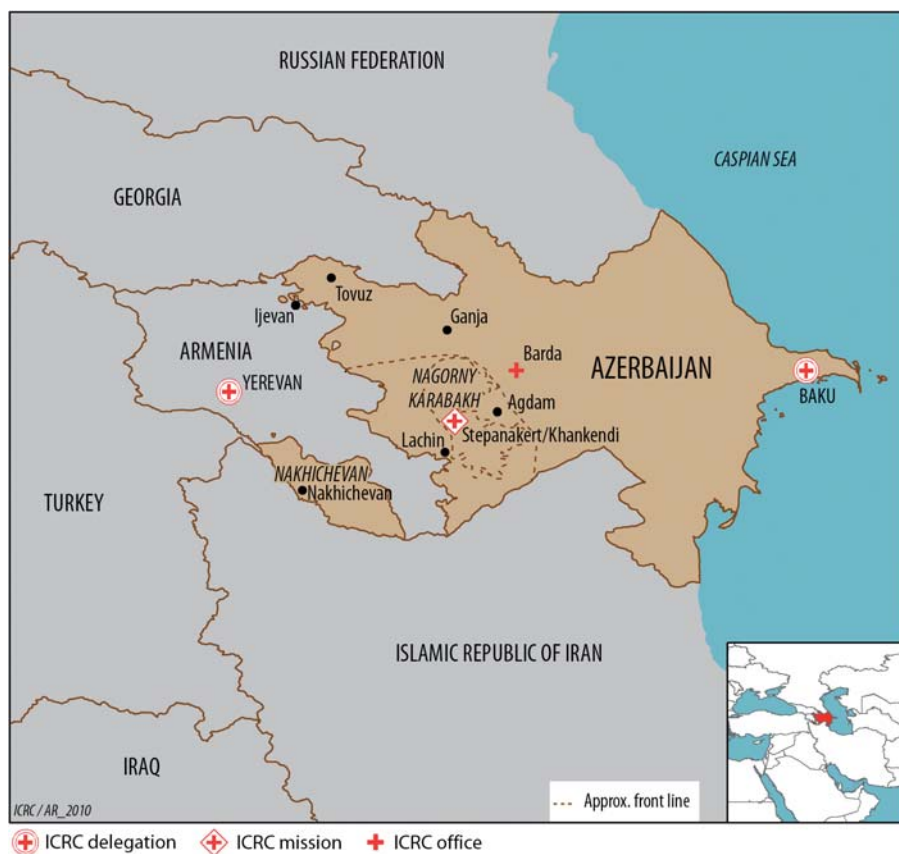 RUSSIAN FEDERATION
CASPIAN SEA
GEORGIA
Tovuz
Ijevan
Ganja
ARMENIA
Barda
AZERBAIJAN
NAGORNY
KARABAKH
YEREVAN
BAKU
Agdam
Stepanakert/Khankendi
Lachin
NAKHICHEVAN
Nakhichevan
TURKEY
ISLAMIC REPUBLIC OF IRAN
IRAQ
Approx. front line
ICRC / AR_2010
ICRC delegation
ICRC mission
ICRC office